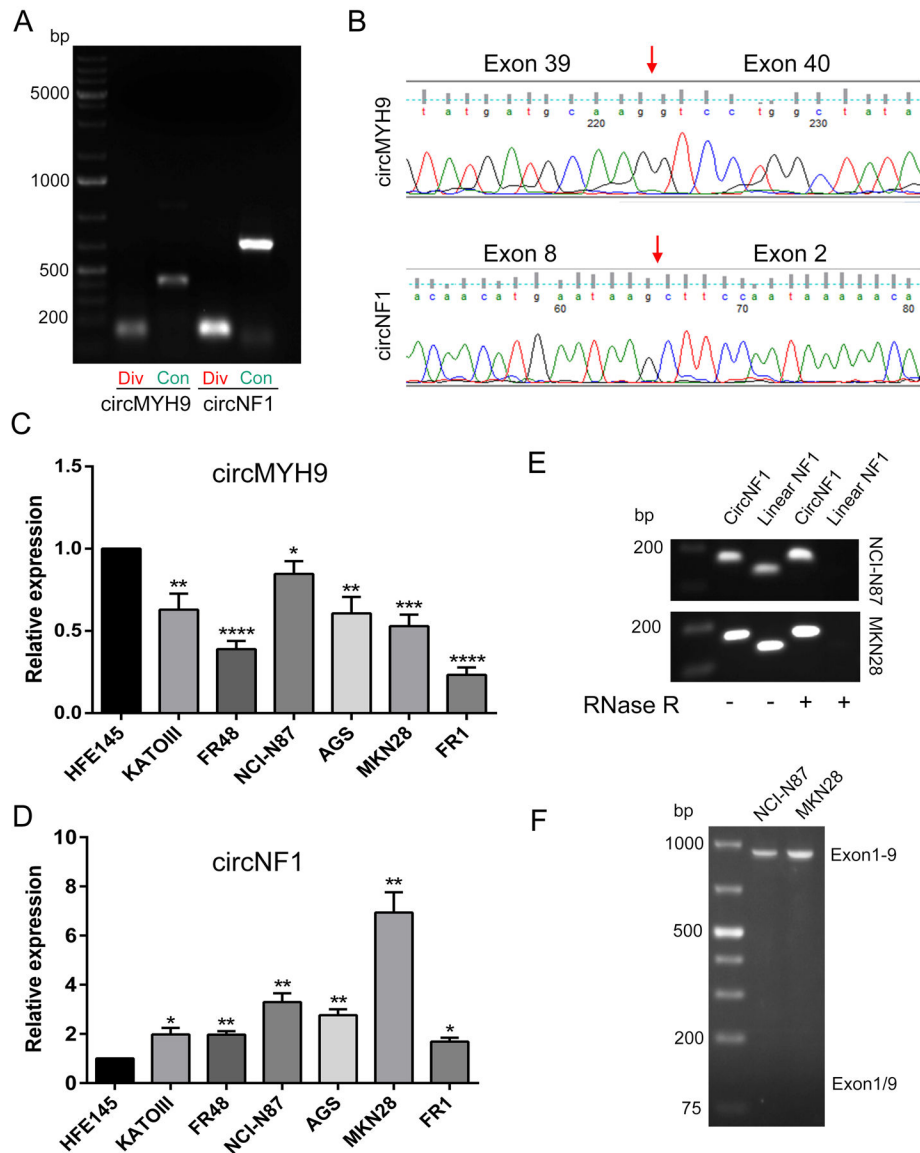 A
bp
5000
1000
500
200
Div Con Div Con
circMYH9 circNF1
B
Exon 39 Exon 40
t a t g a t g c a a g g t c c t g g c t a t a
220 230
circMYH9
Exon 8 Exon 2
a c a a c a t g a a t a a g c t t c c a a t a a a a a c a
60 70 80
circNF1
C
circMYH9
Relative expression
1.5
1.0
0.5
0.0
** **** * ** *** ****
HFE145 KATOIII FR48 NCI-N87 AGS MKN28 FR1
D
circNF1
Relative expression
10
8
6
4
2
0
* ** ** ** ** *
HFE145 KATOIII FR48 NCI-N87 AGS MKN28 FR1
E
CircNF1 Linear NF1 CircNF1 Linear NF1
bp
200
NCI-N87
200
MKN28
RNase R - - + +
F
NCI-N87 MKN28
bp
1000
500
200
75
Exon1-9
Exon1/9